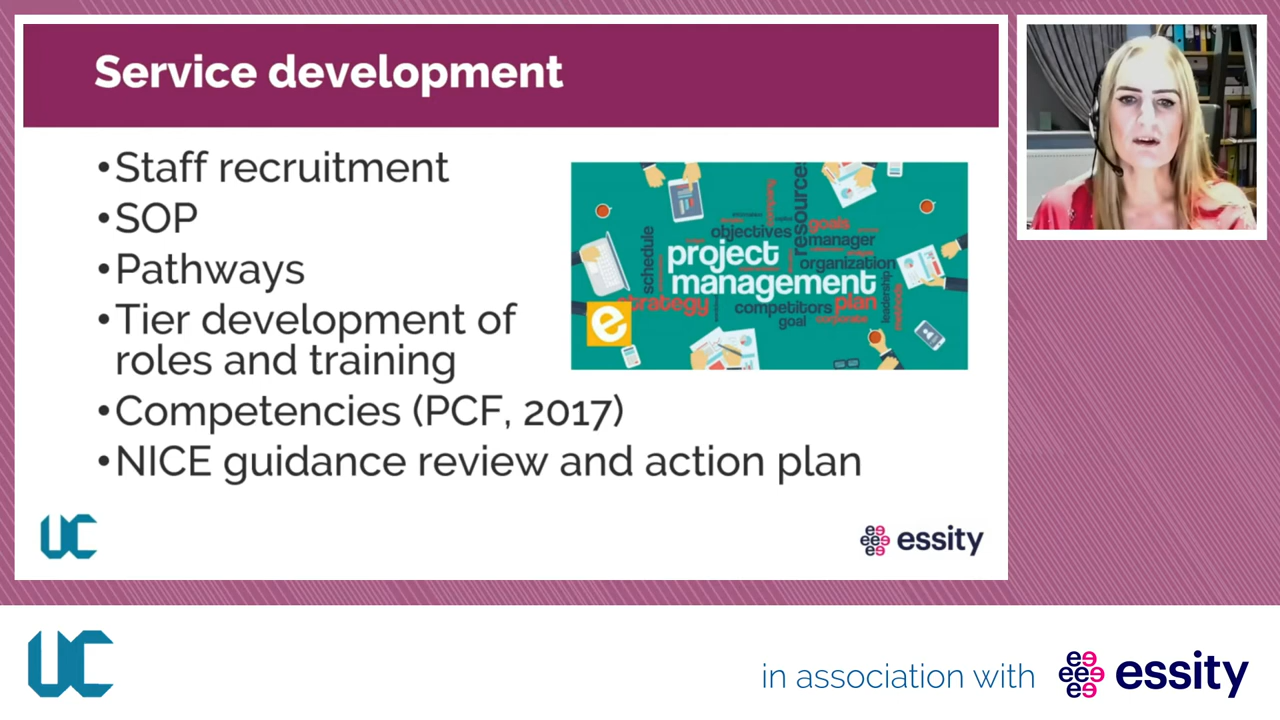 Service development
•Staff recruitment
•SOP
•Pathways
•Tier development of
roles and training
•Competencies (PCF, 2017)
•NICE guidance review and action plan
schedule
objectives
resources
goals
manager
project
organization
management
strategy
competitors
plan
leadership
goal
corporate
e
UC
essity
UC
in association with
essity